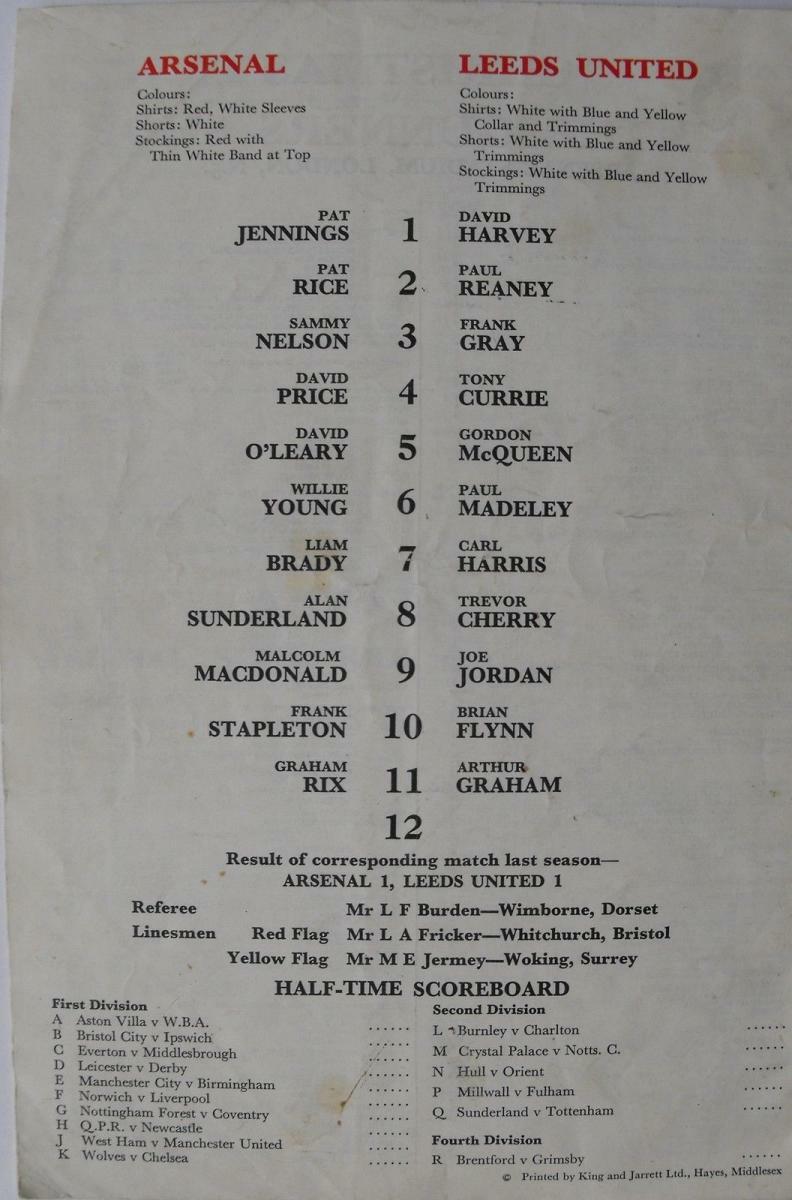 ARSENAL
Colours:
Shirts: Red, White Sleeves
Shorts: White
Stockings: Red with
Thin White Band at Top
LEEDS UNITED
Colours:
Shirts: White with Blue and Yellow
Collar and Trimmings
Shorts: White with Blue and Yellow
Trimmings
Stockings: White with Blue and Yellow
Trimmings
PAT DAVID
JENNINGS 1 HARVEY
PAT PAUL
RICE 2 REANEY
SAMMY FRANK
NELSON 3 GRAY
DAVID TONY
PRICE 4 CURRIE
DAVID GORDON
O'LEARY 5 McQUEEN
WILLIE PAUL
YOUNG 6 MADELEY
LIAM CARL
BRADY 7 HARRIS
ALAN TREVOR
SUNDERLAND 8 CHERRY
MALCOLM JOE
MACDONALD 9 JORDAN
FRANK BRIAN
STAPLETON 10 FLYNN
GRAHAM ARTHUR
RIX 11 GRAHAM
12
Result of corresponding match last season—
ARSENAL 1, LEEDS UNITED 1
Referee Mr L F Burden—Wimborne, Dorset
Linesmen Red Flag Mr L A Fricker—Whitchurch, Bristol
Yellow Flag Mr M E Jermey—Woking, Surrey
HALF-TIME SCOREBOARD
First Division
A Aston Villa v W.B.A. ......
B Bristol City v Ipswich ......
C Everton v Middlesbrough ......
D Leicester v Derby ......
E Manchester City v Birmingham ......
F Norwich v Liverpool ......
G Nottingham Forest v Coventry ......
H Q.P.R. v Newcastle ......
J West Ham v Manchester United ......
K Wolves v Chelsea ......
Second Division
L Burnley v Charlton ......
M Crystal Palace v Notts. C. ......
N Hull v Orient ......
P Millwall v Fulham ......
Q Sunderland v Tottenham ......
Fourth Division
R Brentford v Grimsby ......
© Printed by King and Jarrett Ltd., Hayes, Middlesex